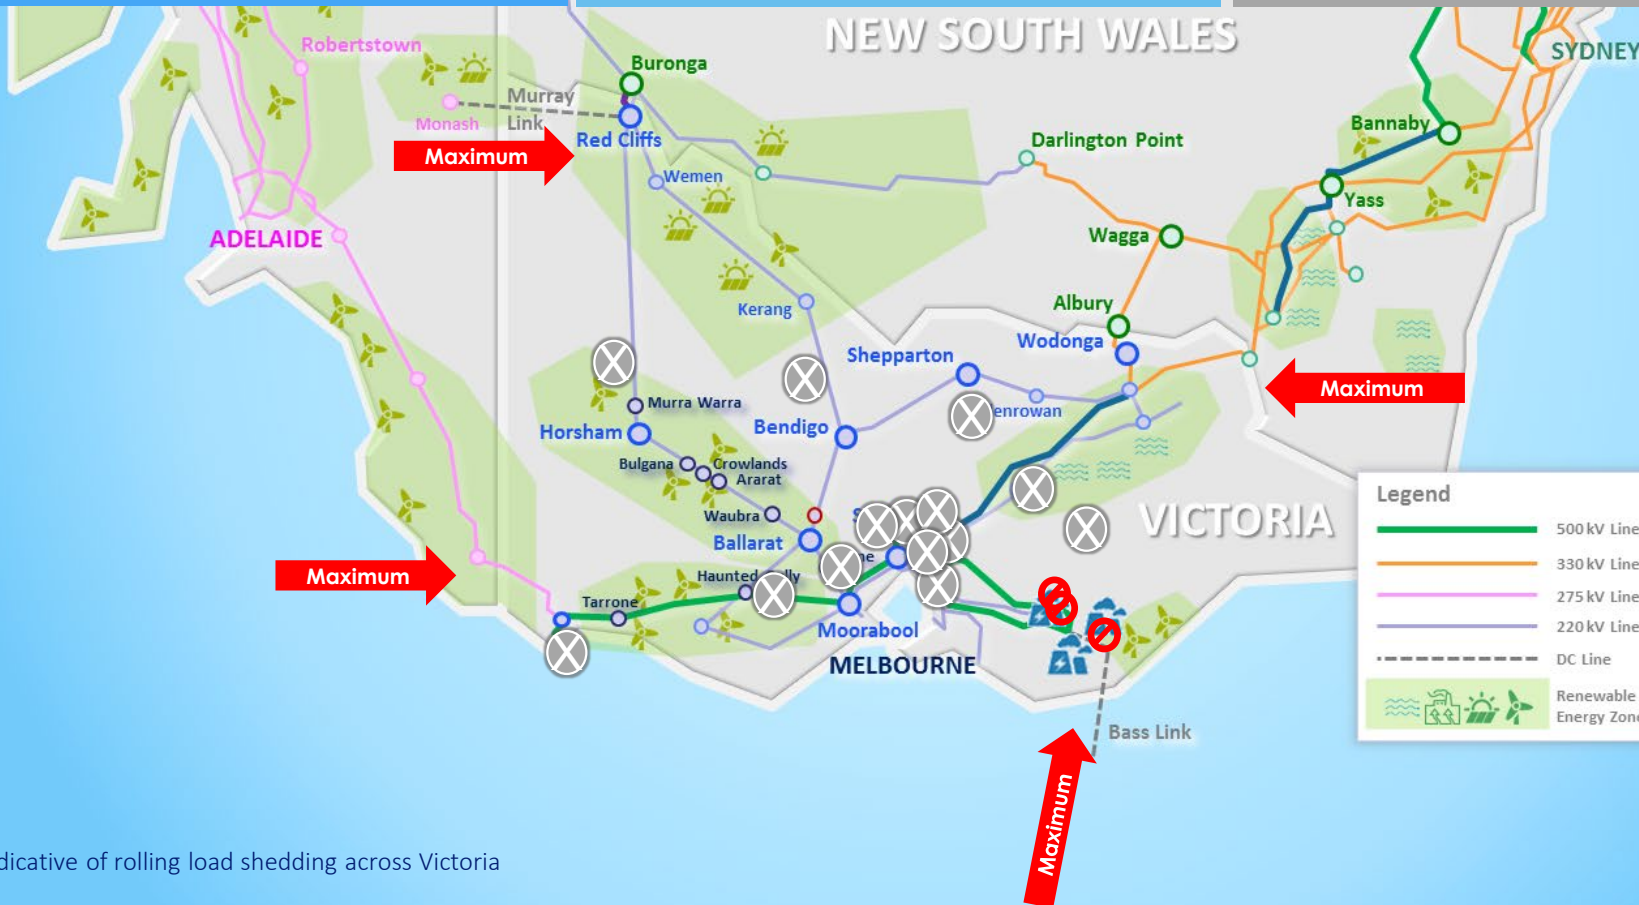 NEW SOUTH WALES
SYDNEY
Robertstown
Buronga
Murray
Link
Monash
Red Cliffs
Maximum
Wemen
Darlington Point
Bannaby
Yass
ADELAIDE
Wagga
Kerang
Albury
Wodonga
Shepparton
Maximum
enrowan
Murra Warra
Horsham
Bendigo
Bulgana
Crowlands
Ararat
Waubra
Ballarat
VICTORIA
Legend
500 kV Line
330 kV Line
275 kV Line
220 kV Line
DC Line
Renewable
Energy Zone
Maximum
Haunted
Tarrone
Moorabool
MELBOURNE
Bass Link
Maximum
dicative of rolling load shedding across Victoria